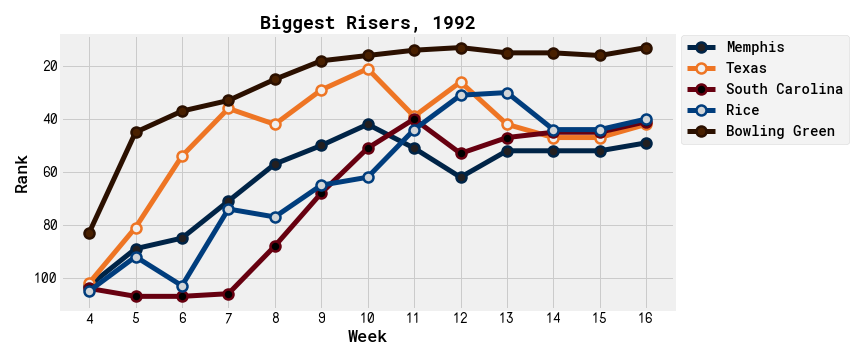 Biggest Risers, 1992
Memphis
Texas
South Carolina
Rice
Bowling Green
Rank
20
40
60
80
100
4 5 6 7 8 9 10 11 12 13 14 15 16
Week